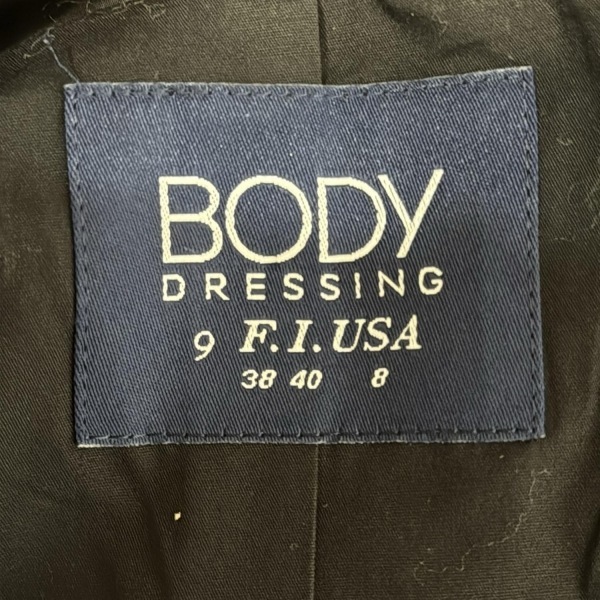 BODY
DRESSING
9 F.I.USA
38 40 8